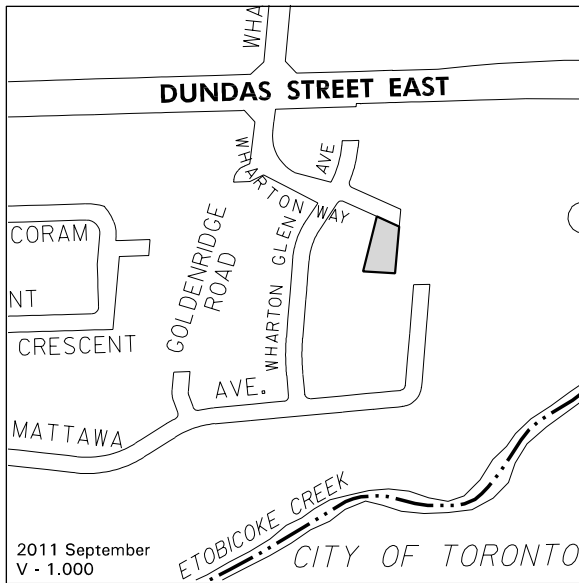 WHA
DUNDAS STREET EAST
WHARTON WAY
AVE
CORAM
GOLDENRIDGE
ROAD
WHARTON GLEN
NT
CRESCENT
AVE.
MATTAWA
ETOBICOKE CREEK
2011 September
V - 1.000
CITY OF TORONTO